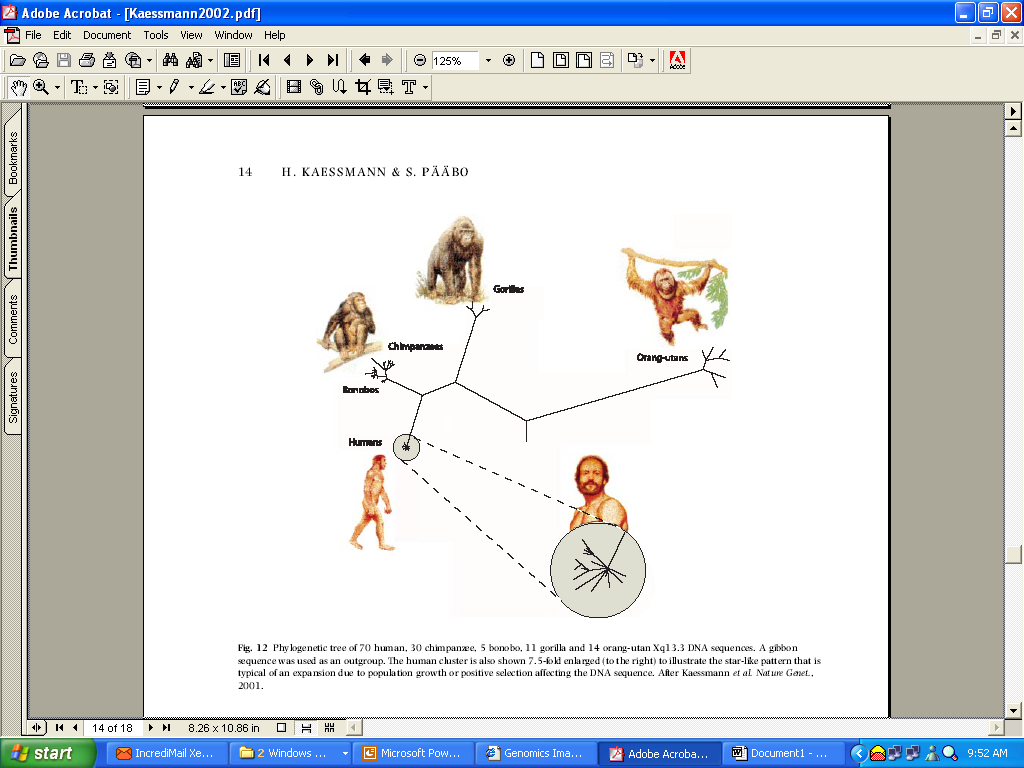 Adobe Acrobat - [Kaessmann2002.pdf]
File Edit Document Tools View Window Help
125%
Adobe
Bookmarks
Thumbnails
Comments
Signatures
14 H. KAESSMANN & S. PÄÄBO
Gorillas
Chimpanzees
Orang-utans
Bonobos
Humans
Fig. 12 Phylogenetic tree of 70 human, 30 chimpanzee, 5 bonobo, 11 gorilla and 14 orang-utan Xq13.3 DNA sequences. A gibbon
sequence was used as an outgroup. The human cluster is also shown 7.5-fold enlarged (to the right) to illustrate the star-like pattern that is
typical of an expansion due to population growth or positive selection affecting the DNA sequence. After Kaessmann et al. Nature Genet.,
2001.
14 of 18 8.26 x 10.86 in
start IncrediMail Xe... 2 Windows ... Microsoft Pow... Genomics Ima... Adobe Acroba... Document1 - ... 9:52 AM